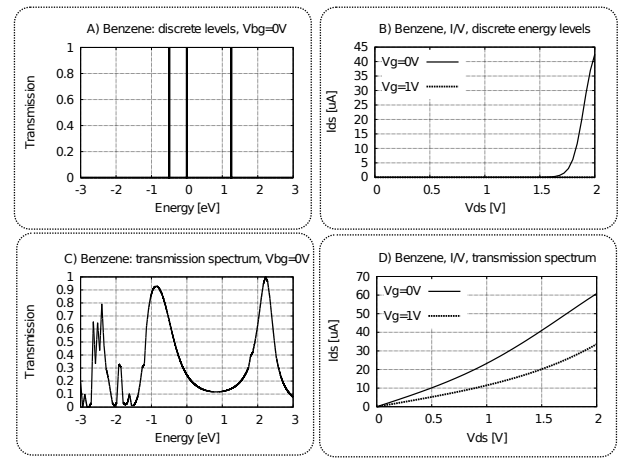 A) Benzene: discrete levels, Vbg=0V
Transmission
1
0.8
0.6
0.4
0.2
0
-3 -2 -1 0 1 2 3
Energy [eV]
B) Benzene, I/V, discrete energy levels
Ids [uA]
45
40
35
30
25
20
15
10
5
0
Vg=0V
Vg=1V
0 0.5 1 1.5 2
Vds [V]
C) Benzene: transmission spectrum, Vbg=0V
Transmission
1
0.9
0.8
0.7
0.6
0.5
0.4
0.3
0.2
0.1
0
-3 -2 -1 0 1 2 3
Energy [eV]
D) Benzene, I/V, transmission spectrum
Ids [uA]
70
60
50
40
30
20
10
0
Vg=0V
Vg=1V
0 0.5 1 1.5 2
Vds [V]